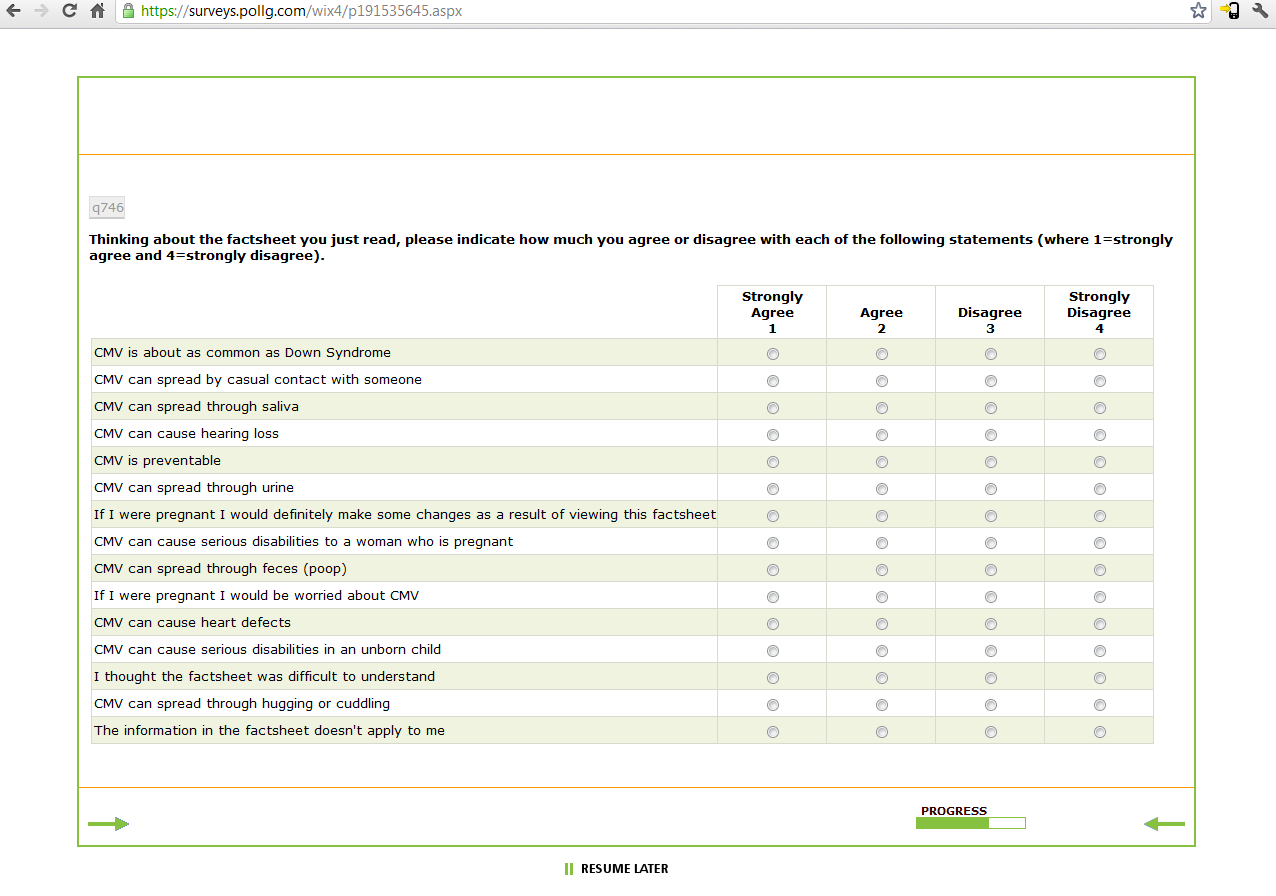 https://surveys.pollg.com/wix4/p191535645.aspx
q746
Thinking about the factsheet you just read, please indicate how much you agree or disagree with each of the following statements (where 1=strongly
agree and 4=strongly disagree).
Strongly Agree 1 Agree 2 Disagree 3 Strongly Disagree 4
CMV is about as common as Down Syndrome
CMV can spread by casual contact with someone
CMV can spread through saliva
CMV can cause hearing loss
CMV is preventable
CMV can spread through urine
If I were pregnant I would definitely make some changes as a result of viewing this factsheet
CMV can cause serious disabilities to a woman who is pregnant
CMV can spread through feces (poop)
If I were pregnant I would be worried about CMV
CMV can cause heart defects
CMV can cause serious disabilities in an unborn child
I thought the factsheet was difficult to understand
CMV can spread through hugging or cuddling
The information in the factsheet doesn't apply to me
PROGRESS
RESUME LATER